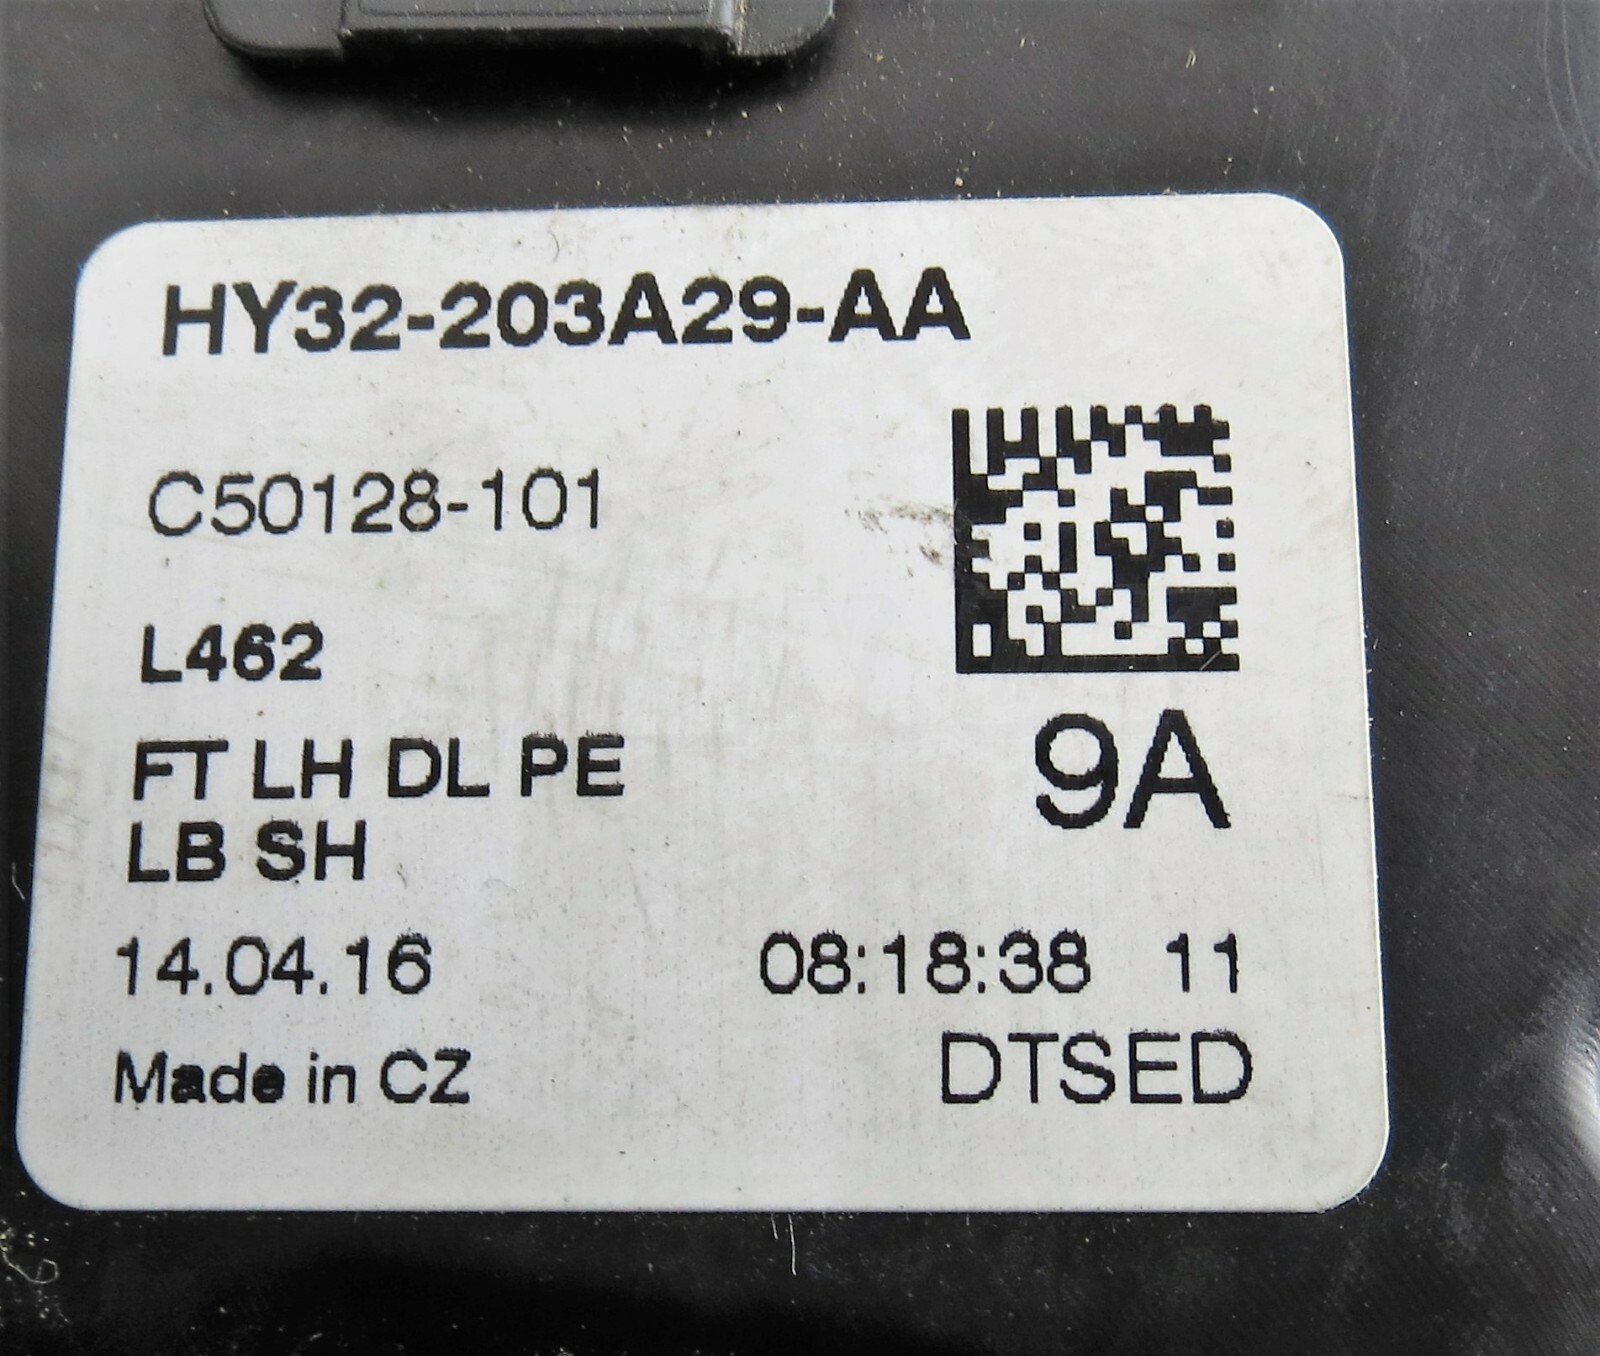 HY32-203A29-AA
C50128-101
L462
FT LH DL PE
LB SH
9A
14.04.16 08:18:38 11
Made in CZ DTSED